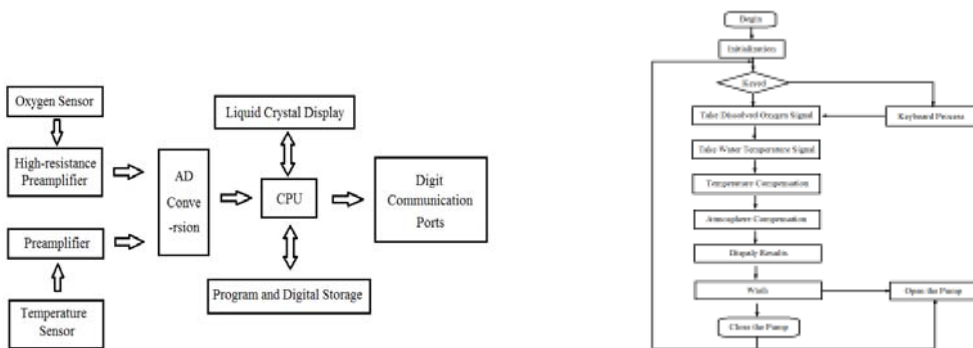 Oxygen Sensor
High-resistance
Preamplifier
Preamplifier
Temperature
Sensor
AD
Conve
-rsion
Liquid Crystal Display
CPU
Program and Digital Storage
Digit
Communication
Ports
Begin
Initialization
Keyed
Take Dissolved Oxygen Signal
Keyboard Process
Take Water Temperature Signal
Temperature Compensation
Atmosphere Compensation
Dispaly Results
Wash
Open the Pump
Close the Pump